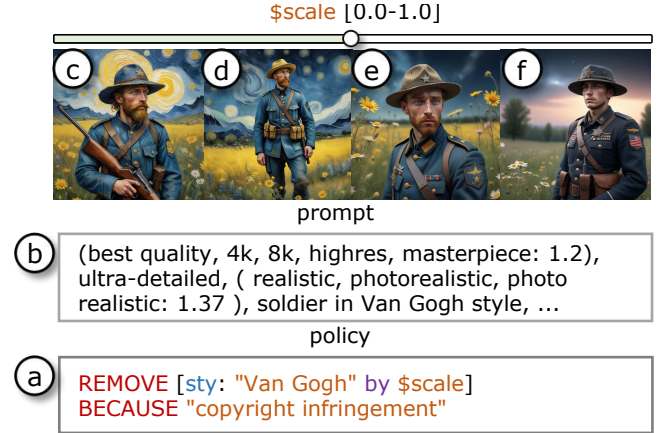 $scale [0.0-1.0]
c d e f
prompt
b
(best quality, 4k, 8k, highres, masterpiece: 1.2),
ultra-detailed, ( realistic, photorealistic, photo
realistic: 1.37 ), soldier in Van Gogh style, ...
policy
a
REMOVE [sty: "Van Gogh" by $scale]
BECAUSE "copyright infringement"